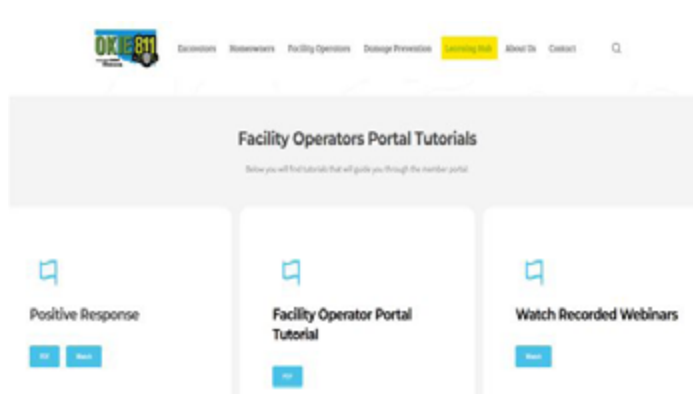 OKIE 811
Excavators Homeowners Facility Operators Damage Prevention Learning Hub About Us Contact
Facility Operators Portal Tutorials
Below you will find tutorials that will guide you through the member portal
Positive Response
Facility Operator Portal
Tutorial
Watch Recorded Webinars
PDF Watch
Watch
PDF